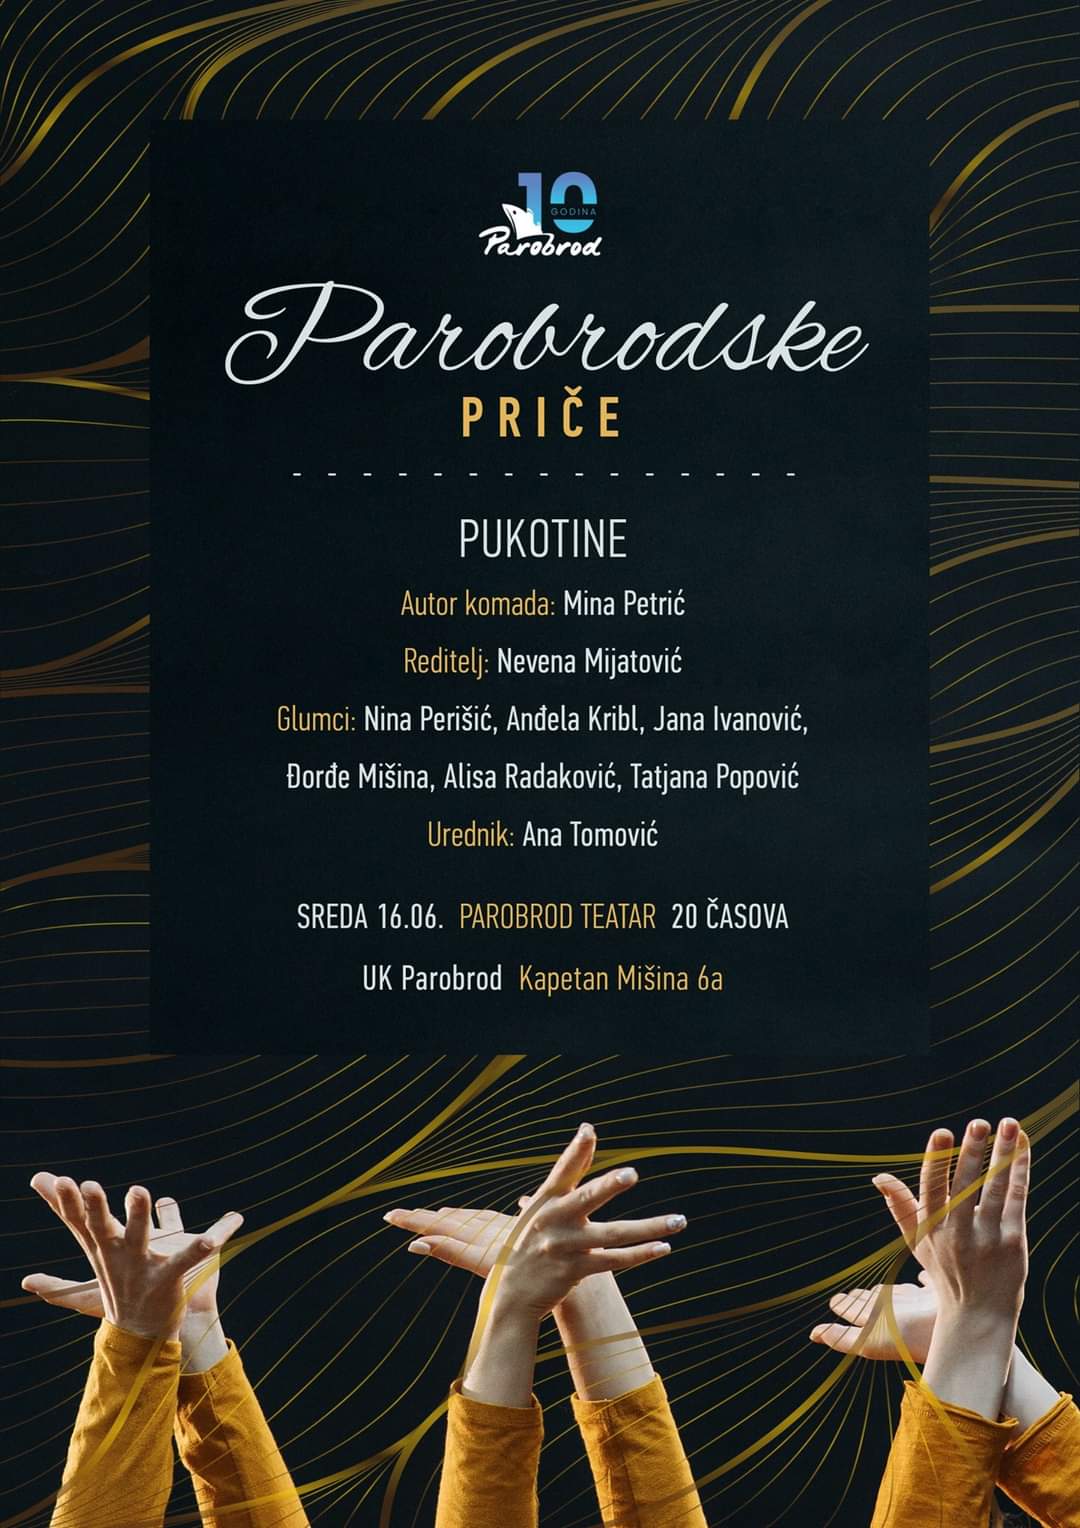 10
GODINA
Parobrod
Parobrodske
PRIČE
- - - - - - - - - - - - - - -
PUKOTINE
Autor komada: Mina Petrić
Reditelj: Nevena Mijatović
Glumci: Nina Perišić, Anđela Kribl, Jana Ivanović,
Đorđe Mišina, Alisa Radaković, Tatjana Popović
Urednik: Ana Tomović
SREDA 16.06. PAROBROD TEATAR 20 ČASOVA
UK Parobrod Kapetan Mišina 6a